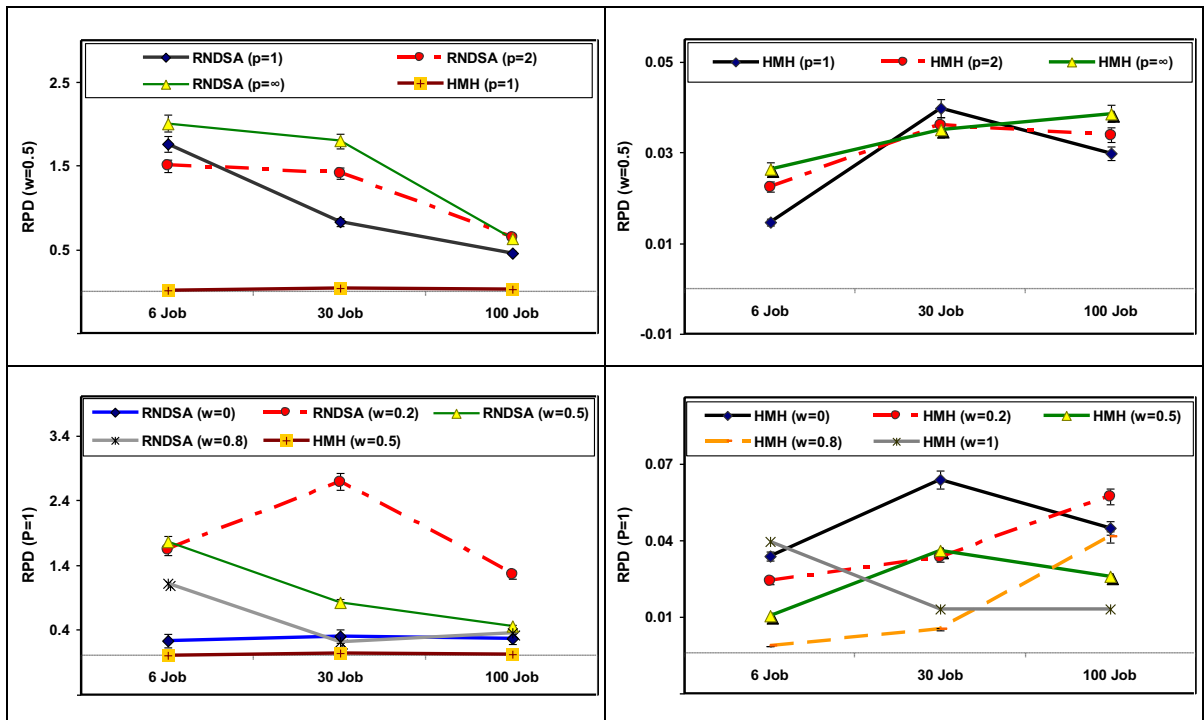 RNDSA (p=1)
RNDSA (p=2)
RNDSA (p=∞)
HMH (p=1)
2.5
1.5
0.5
RPD (w=0.5)
6 Job
30 Job
100 Job
HMH (p=1)
HMH (p=2)
HMH (p=∞)
0.05
0.03
0.01
-0.01
RPD (w=0.5)
6 Job
30 Job
100 Job
RNDSA (w=0)
RNDSA (w=0.2)
RNDSA (w=0.5)
RNDSA (w=0.8)
HMH (w=0.5)
3.4
2.4
1.4
0.4
RPD (P=1)
6 Job
30 Job
100 Job
HMH (w=0)
HMH (w=0.2)
HMH (w=0.5)
HMH (w=0.8)
HMH (w=1)
0.07
0.04
0.01
RPD (P=1)
6 Job
30 Job
100 Job